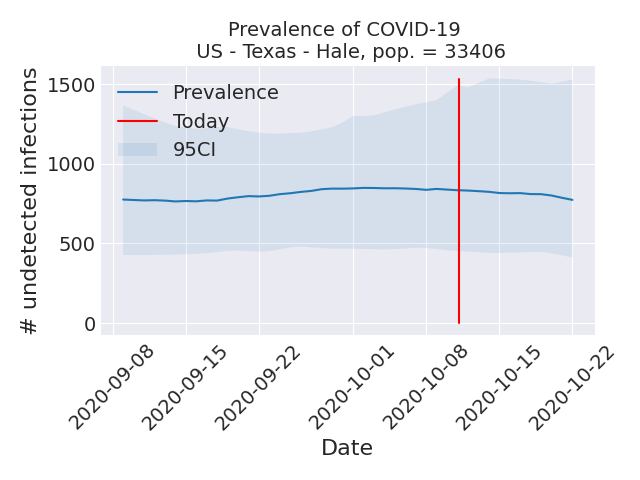 Prevalence of COVID-19
US - Texas - Hale, pop. = 33406
1500
1000
500
0
# undetected infections
Prevalence
Today
95CI
2020-09-08
2020-09-15
2020-09-22
2020-10-01
2020-10-08
2020-10-15
2020-10-22
Date